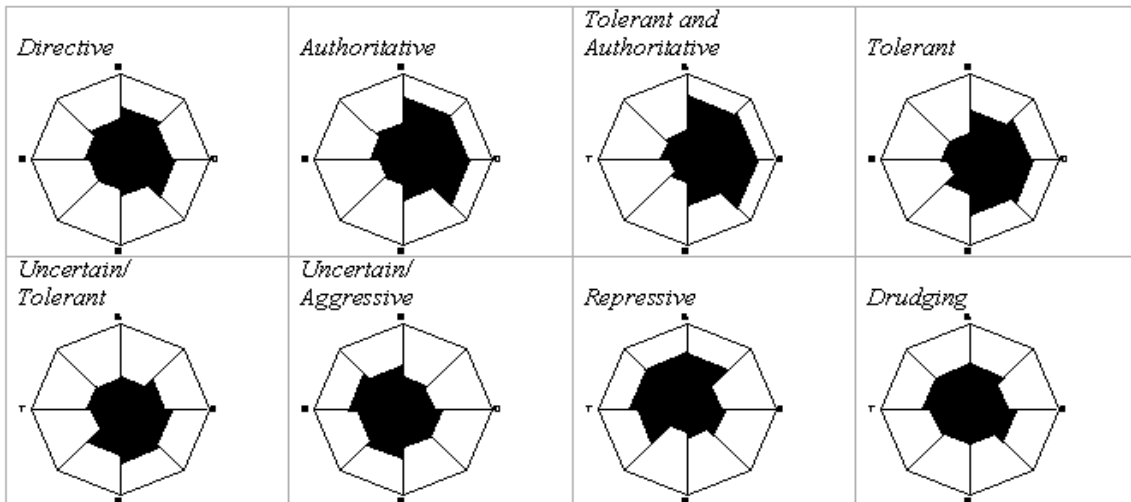 Directive
Authoritative
Tolerant and
Authoritative
Tolerant
Uncertain/
Tolerant
Uncertain/
Aggressive
Repressive
Drudging